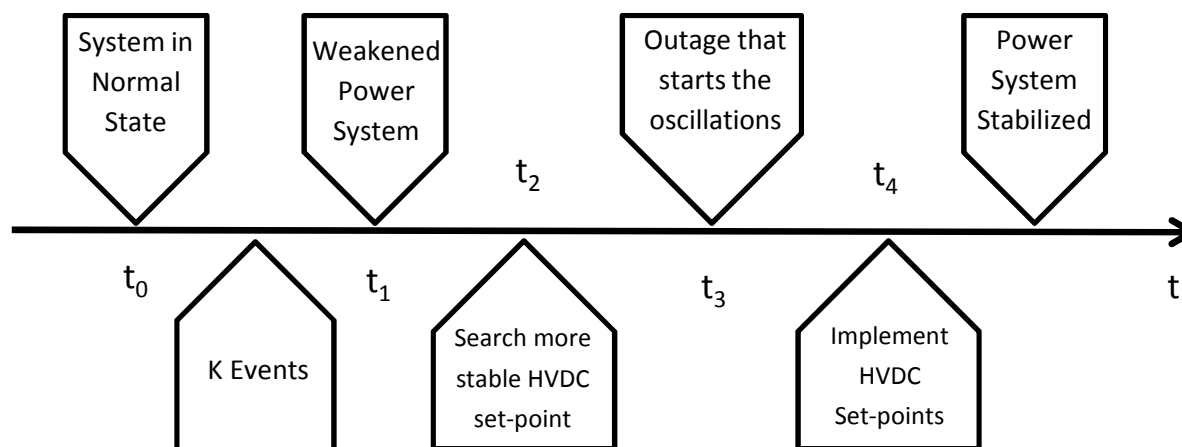 System in
Normal
State
Weakened
Power
System
Outage that
starts the
oscillations
Power
System
Stabilized
t₂
t₄
t₀
t₁
t₃
t
K Events
Search more
stable HVDC
set-point
Implement
HVDC
Set-points